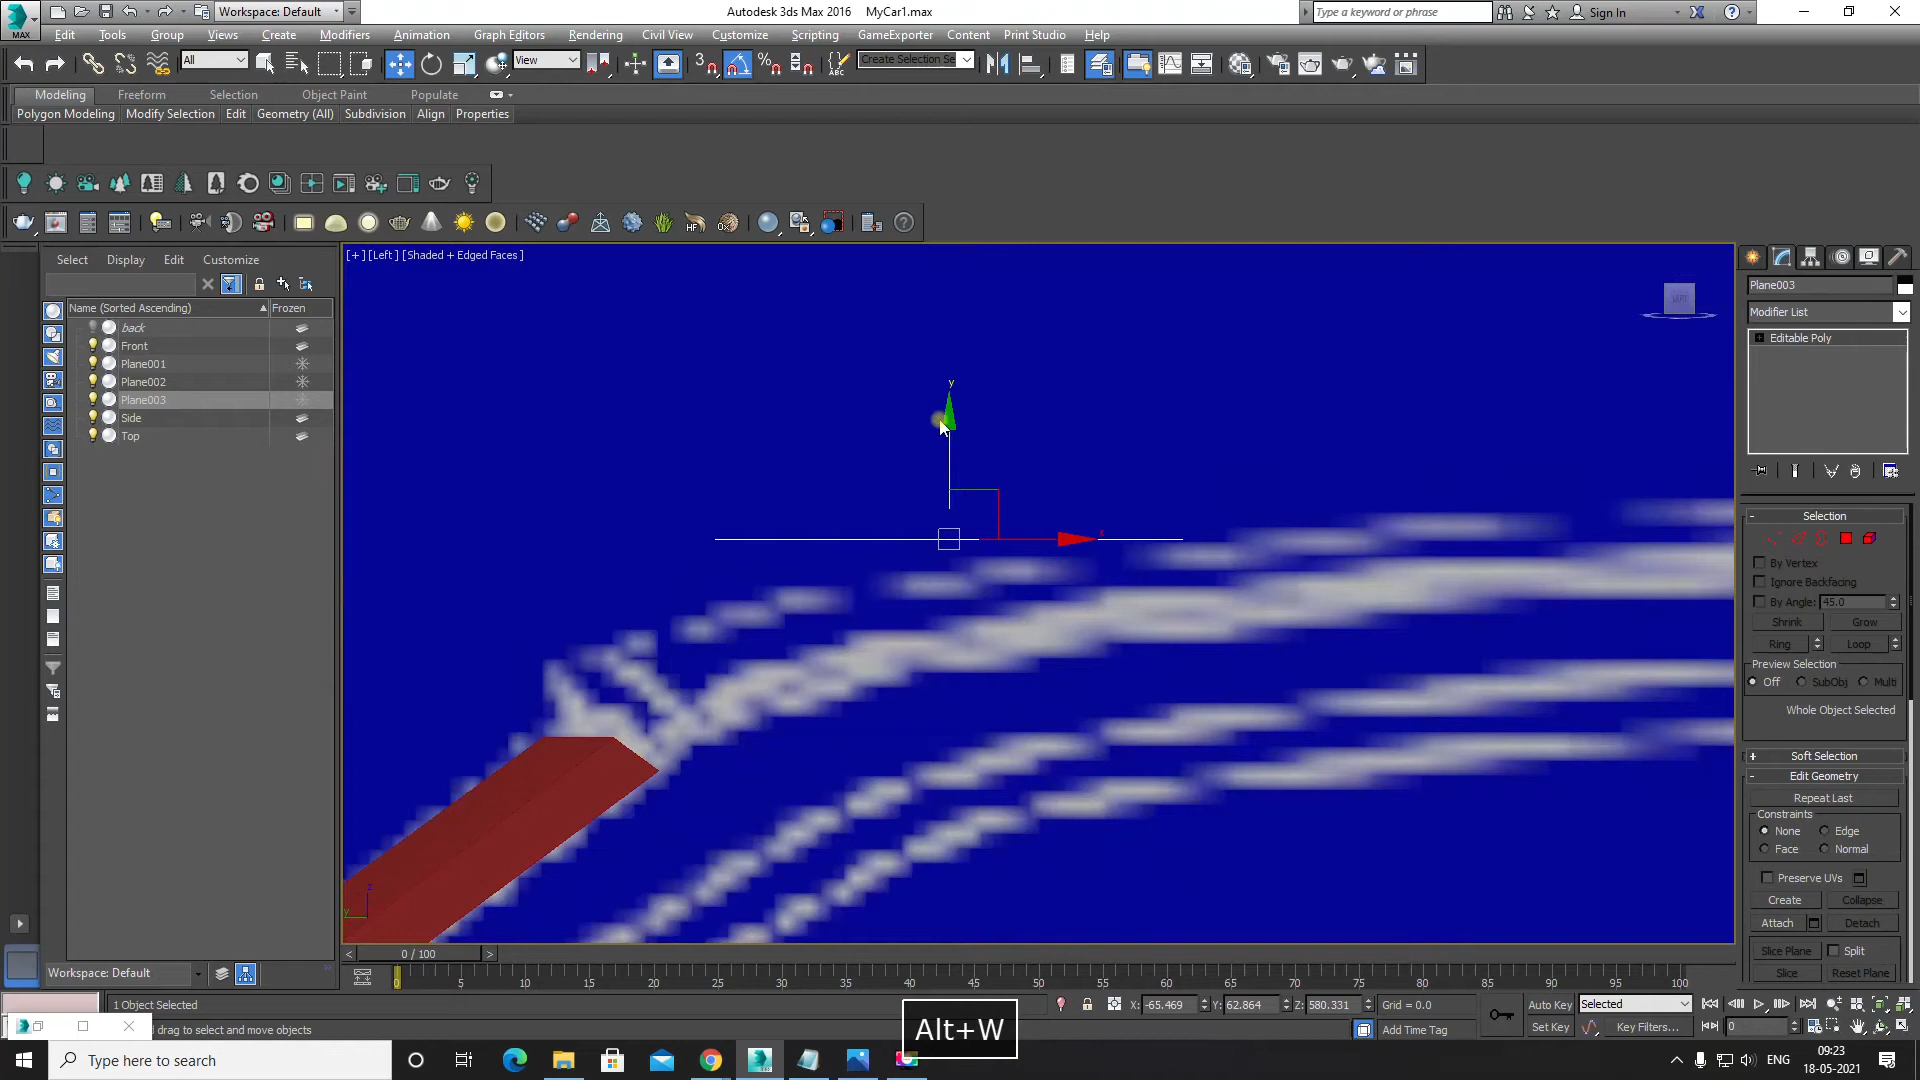 MAX
Workspace: Default
Autodesk 3ds Max 2016 MyCar1.max
Type a keyword or phrase
Sign In
Edit Tools Group Views Create Modifiers Animation Graph Editors Rendering Civil View Customize Scripting GameExporter Content Print Studio Help
All
View
Create Selection Se
Modeling Freeform Selection Object Paint Populate
Polygon Modeling Modify Selection Edit Geometry (All) Subdivision Align Properties
Select Display Edit Customize
Name (Sorted Ascending) Frozen
back
Front
Plane001
Plane002
Plane003
Side
Top
[+] [Left] [Shaded + Edged Faces ]
y
x
z
y
Plane003
Modifier List
Editable Poly
Selection
By Vertex
Ignore Backfacing
By Angle: 45.0
Shrink Grow
Ring Loop
Preview Selection
Off SubObj Multi
Whole Object Selected
Soft Selection
Edit Geometry
Repeat Last
Constraints
None Edge
Face Normal
Preserve UVs
Create Collapse
Attach Detach
Slice Plane Split
Slice Reset Plane
0 / 100
Workspace: Default
0 5 10 15 20 25 30 35 40 45 50 55 60 65 70 75 80 85 90 95 100
1 Object Selected
X: -65.469 Y: 62.864 Z: 580.331 Grid = 0.0
Auto Key Selected
drag to select and move objects
Add Time Tag
Set Key Key Filters... 0
Alt+W
Type here to search
ENG
09:23
18-05-2021